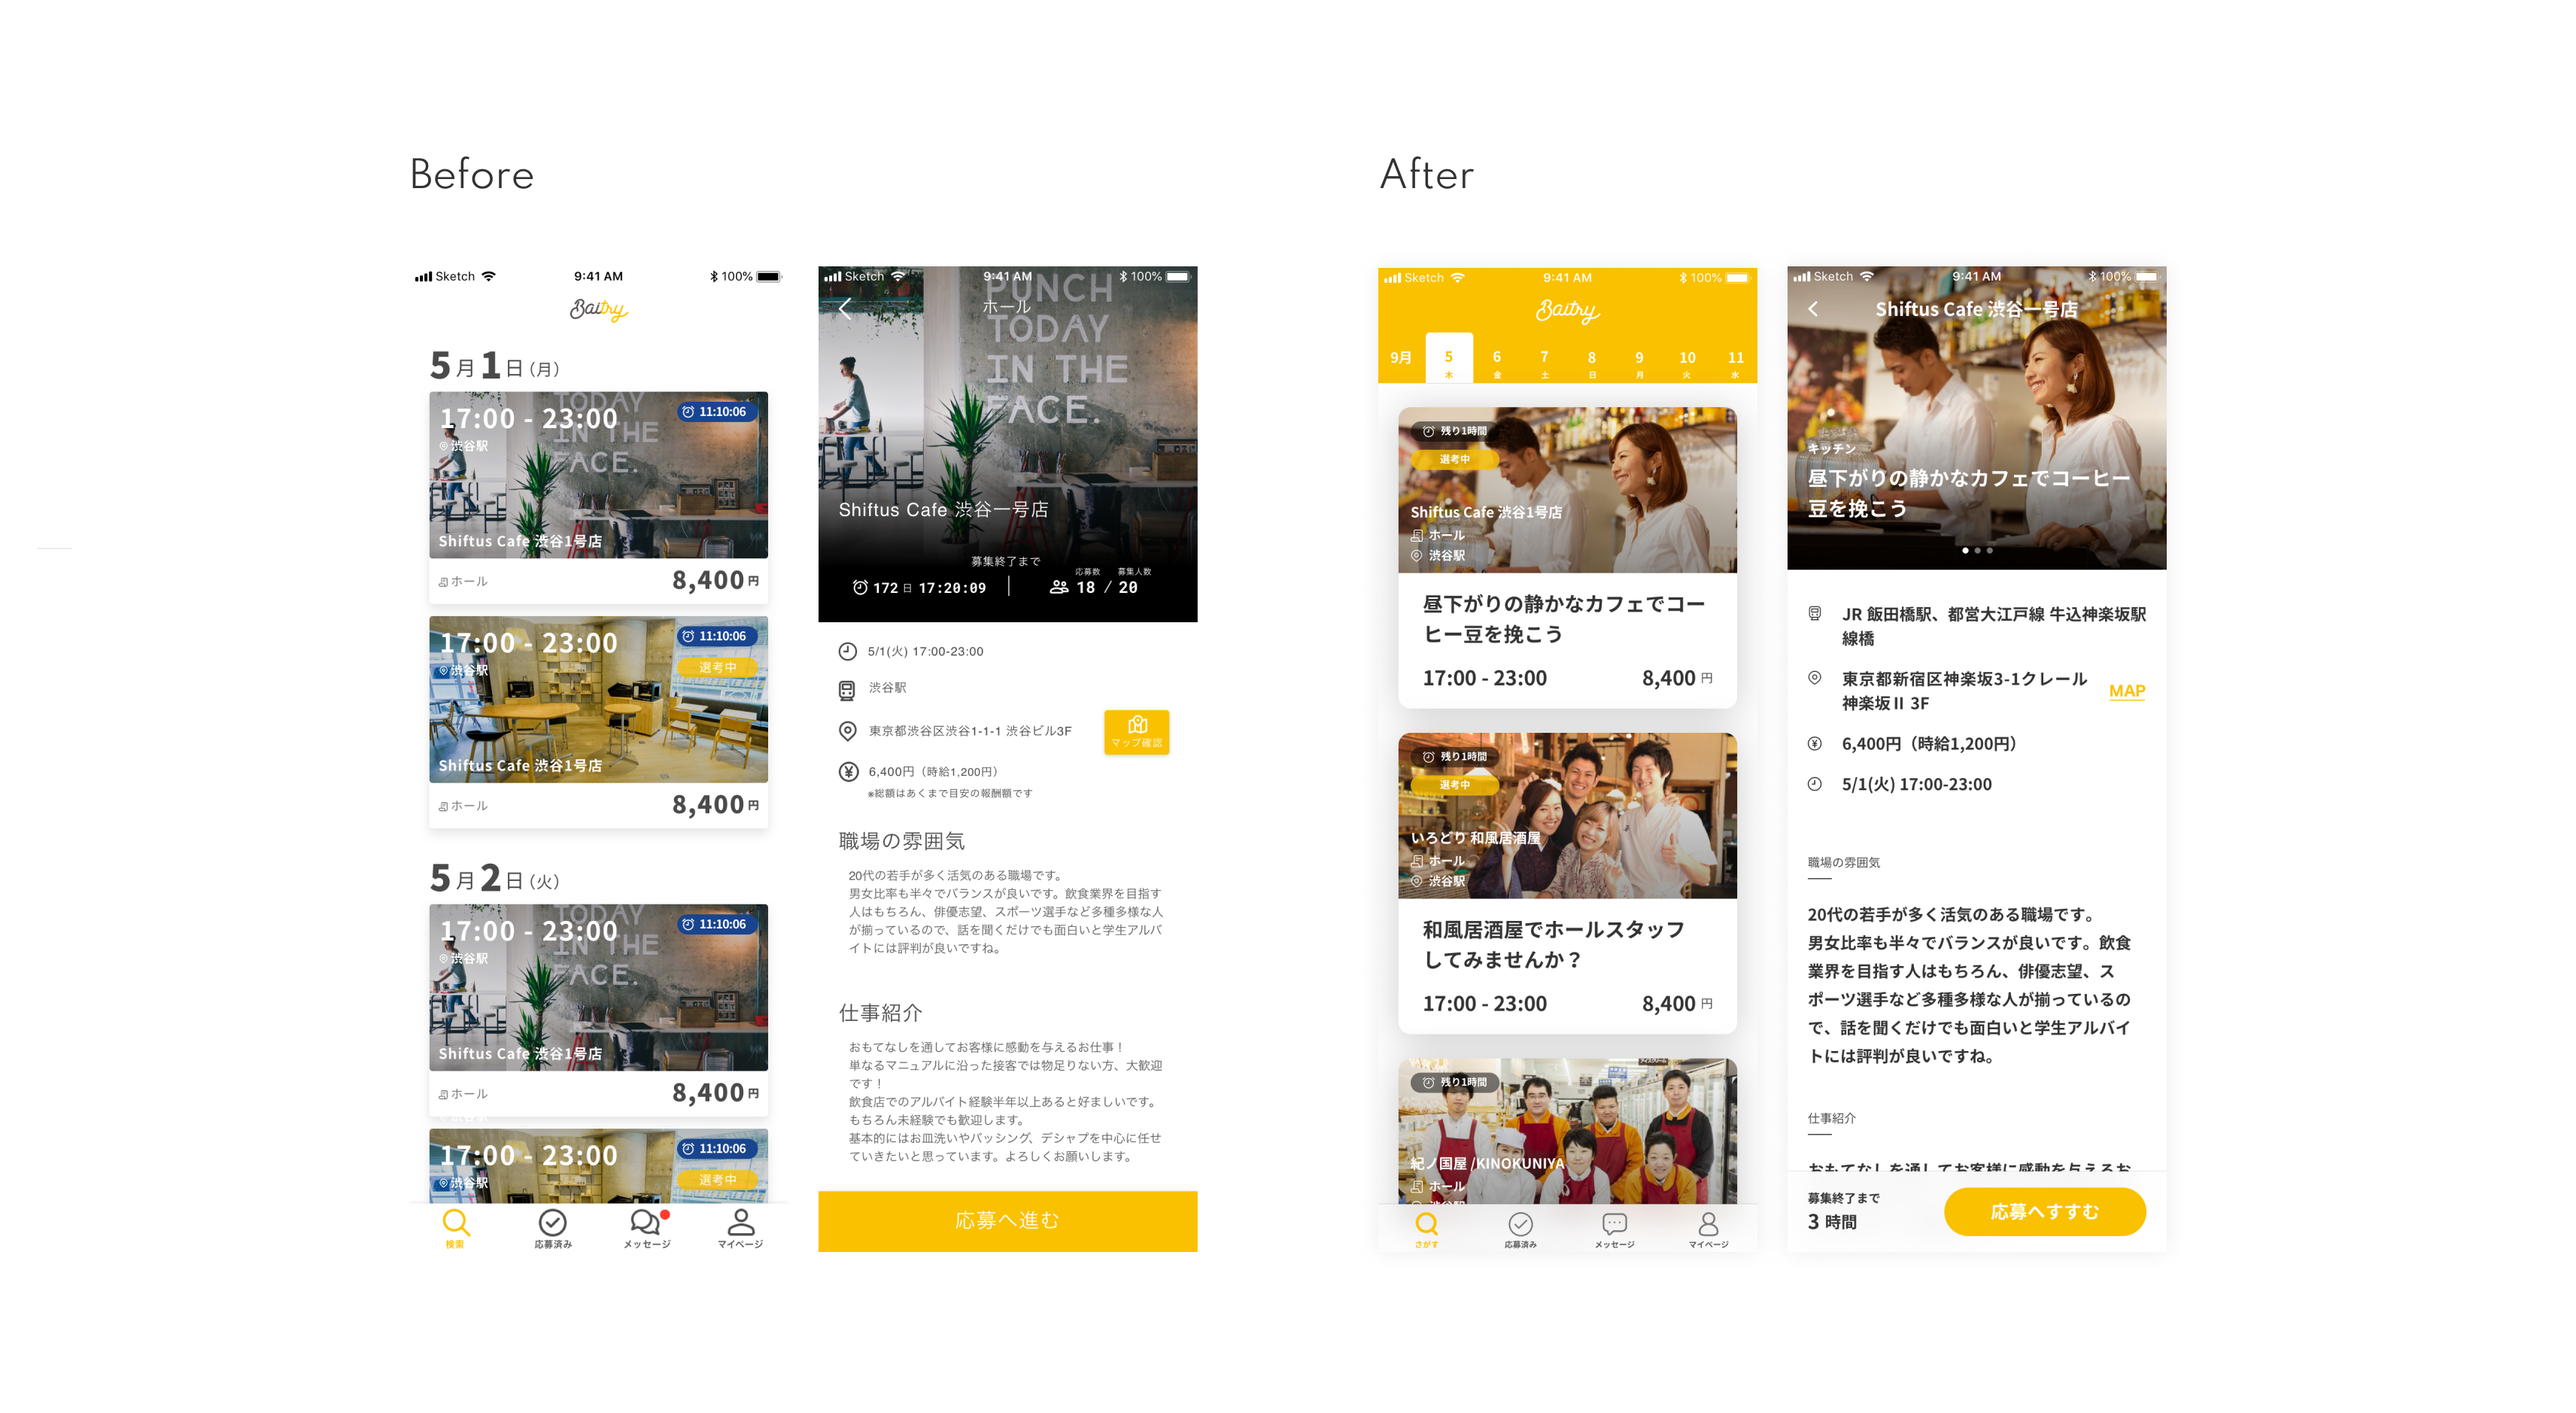 Before
Sketch 9:41 AM 100%
Baitry
5月1日(月)
17:00 - 23:00
11:10:06
渋谷駅
TODAY
IN THE
FACE.
Shiftus Cafe 渋谷1号店
ホール
8,400円
17:00 - 23:00
11:10:06
渋谷駅
選考中
Shiftus Cafe 渋谷1号店
ホール
8,400円
5月2日(火)
17:00 - 23:00
11:10:06
渋谷駅
TODAY
IN THE
FACE.
Shiftus Cafe 渋谷1号店
ホール
8,400円
17:00 - 23:00
11:10:06
渋谷駅
選考中
検索 応募済み メッセージ マイページ
Sketch 9:41 AM 100%
ホール
PUNCH
TODAY
IN THE
FACE.
Shiftus Cafe 渋谷一号店
募集終了まで
応募数 募集人数
172日 17:20:09
18 / 20
5/1(火) 17:00-23:00
渋谷駅
東京都渋谷区渋谷1-1-1 渋谷ビル3F
マップ確認
6,400円（時給1,200円）
※総額はあくまで目安の報酬額です
職場の雰囲気
20代の若手が多く活気のある職場です。
男女比率も半々でバランスが良いです。飲食業界を目指す
人はもちろん、俳優志望、スポーツ選手など多種多様な人
が揃っているので、話を聞くだけでも面白いと学生アルバ
イトには評判が良いですね。
仕事紹介
おもてなしを通してお客様に感動を与えるお仕事！
単なるマニュアルに沿った接客では物足りない方、大歓迎
です！
飲食店でのアルバイト経験半年以上あると好ましいです。
もちろん未経験でも歓迎します。
基本的にはお皿洗いやバッシング、デシャプを中心に任せ
ていきたいと思っています。よろしくお願いします。
応募へ進む
After
Sketch 9:41 AM 100%
Baitry
9月 5 6 7 8 9 10 11
木 金 土 日 月 火 水
残り1時間
選考中
Shiftus Cafe 渋谷1号店
ホール
渋谷駅
昼下がりの静かなカフェでコー
ヒー豆を挽こう
17:00 - 23:00
8,400 円
残り1時間
選考中
いろどり 和風居酒屋
ホール
渋谷駅
和風居酒屋でホールスタッフ
してみませんか？
17:00 - 23:00
8,400 円
残り1時間
紀ノ国屋 /KINOKUNIYA
ホール
渋谷駅
さがす 応募済み メッセージ マイページ
Sketch 9:41 AM 100%
Shiftus Cafe 渋谷一号店
キッチン
昼下がりの静かなカフェでコーヒー
豆を挽こう
JR 飯田橋駅、都営大江戸線 牛込神楽坂駅
線橋
東京都新宿区神楽坂3-1クレール
神楽坂Ⅱ 3F
MAP
6,400円（時給1,200円）
5/1(火) 17:00-23:00
職場の雰囲気
20代の若手が多く活気のある職場です。
男女比率も半々でバランスが良いです。飲食
業界を目指す人はもちろん、俳優志望、ス
ポーツ選手など多種多様な人が揃っているの
で、話を聞くだけでも面白いと学生アルバイ
トには評判が良いですね。
仕事紹介
おもてなしを通してお客様に感動を与えるお
募集終了まで
3 時間
応募へすすむ